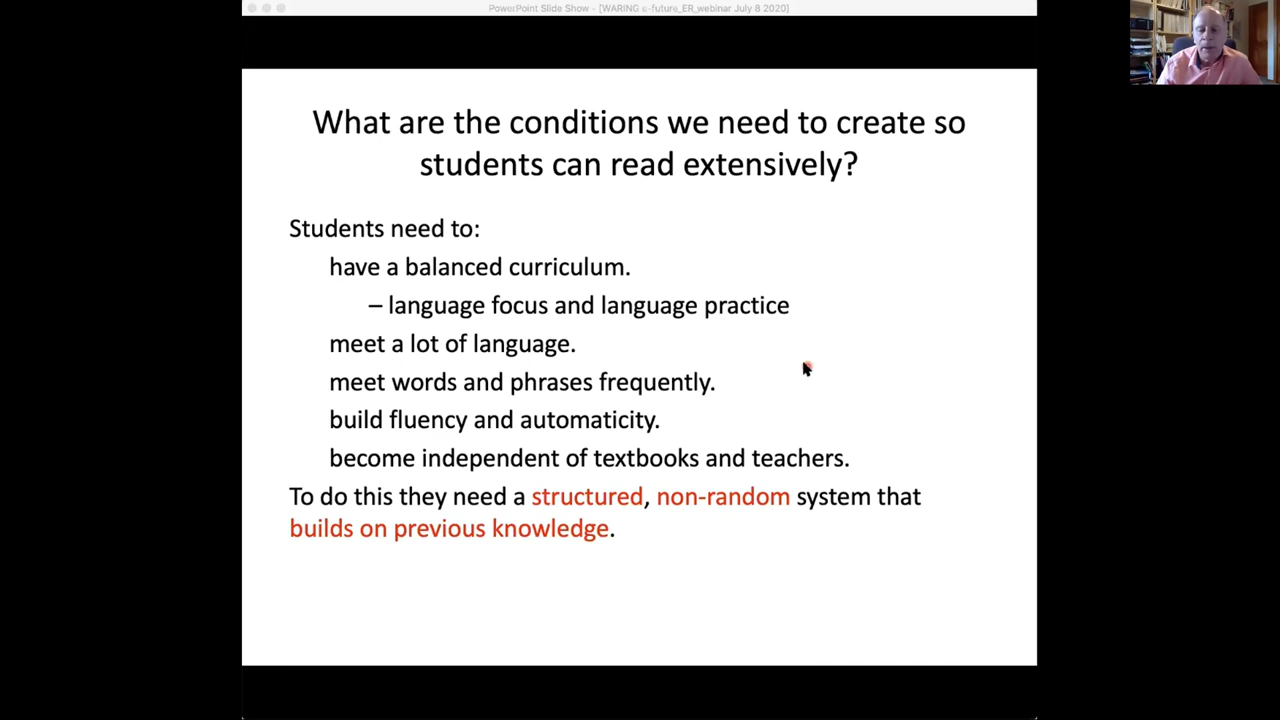 PowerPoint Slide Show - [WARING e-future_ER_webinar July 8 2020]
What are the conditions we need to create so
students can read extensively?
Students need to:
have a balanced curriculum.
– language focus and language practice
meet a lot of language.
meet words and phrases frequently.
build fluency and automaticity.
become independent of textbooks and teachers.
To do this they need a structured, non-random system that
builds on previous knowledge.